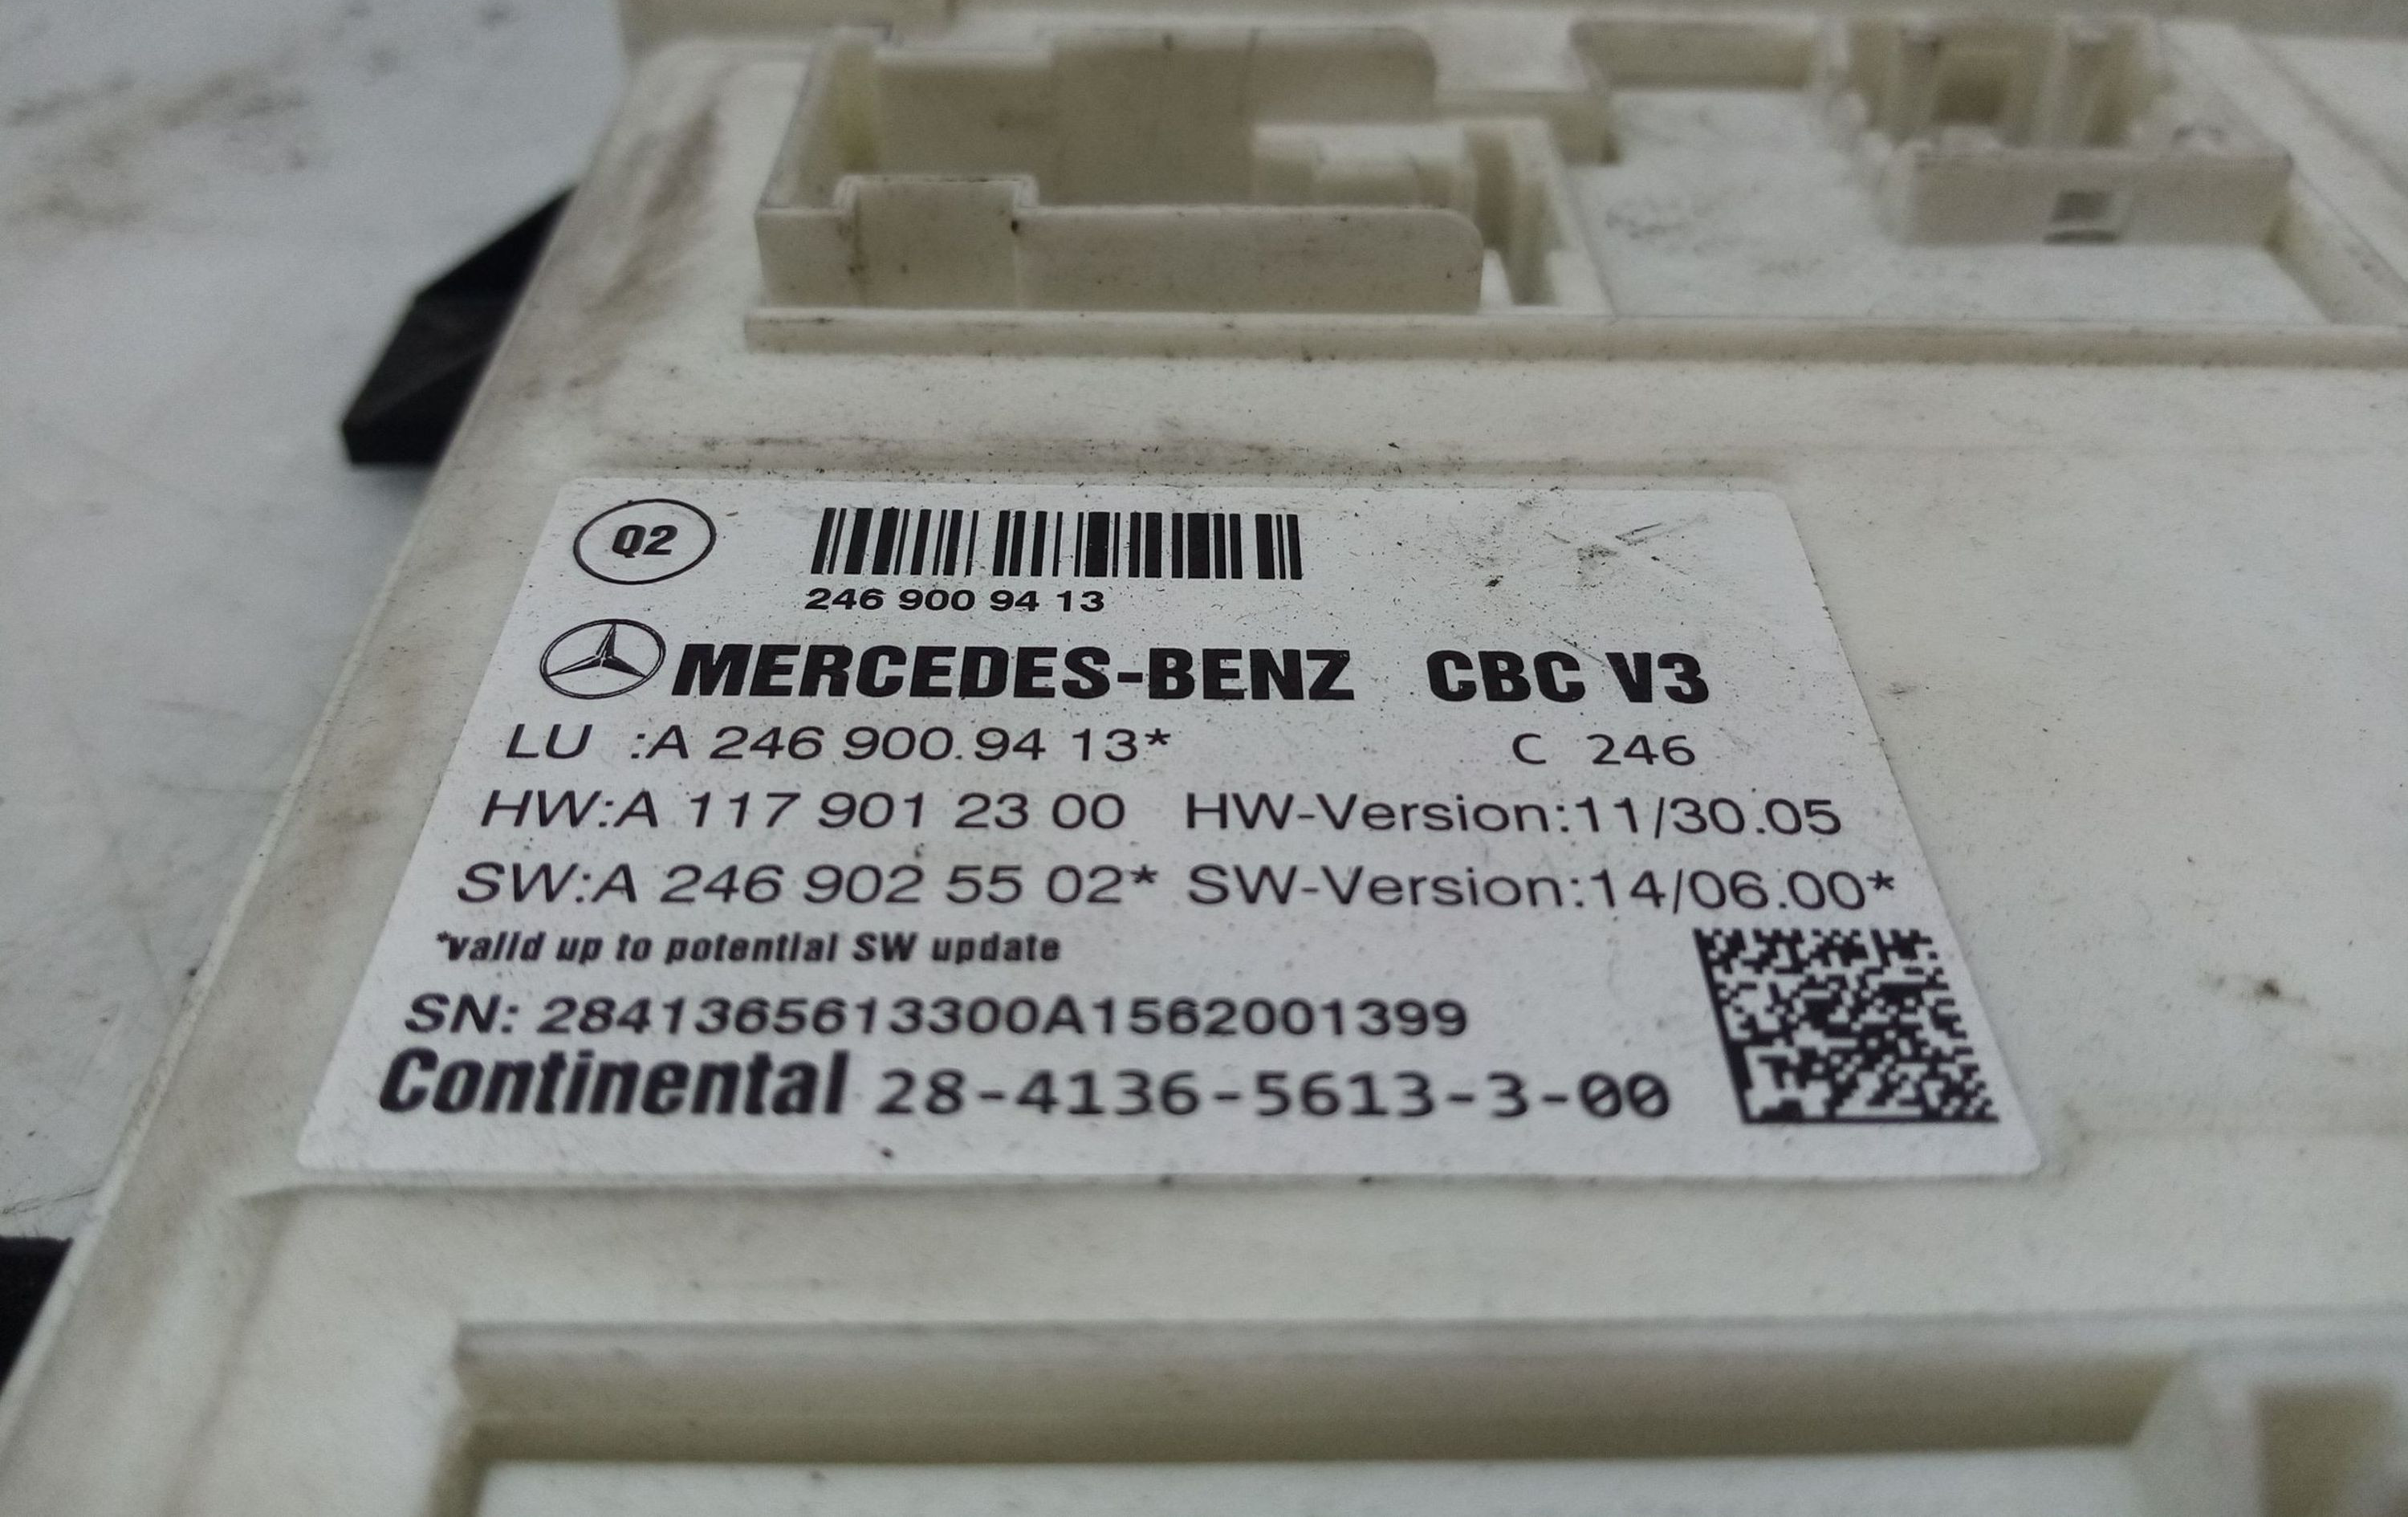 Q2
246 900 94 13
MERCEDES-BENZ CBC V3
LU :A 246 900.94 13* C 246
HW:A 117 901 23 00 HW-Version:11/30.05
SW:A 246 902 55 02* SW-Version:14/06.00*
*valid up to potential SW update
SN: 2841365613300A1562001399
Continental 28-4136-5613-3-00